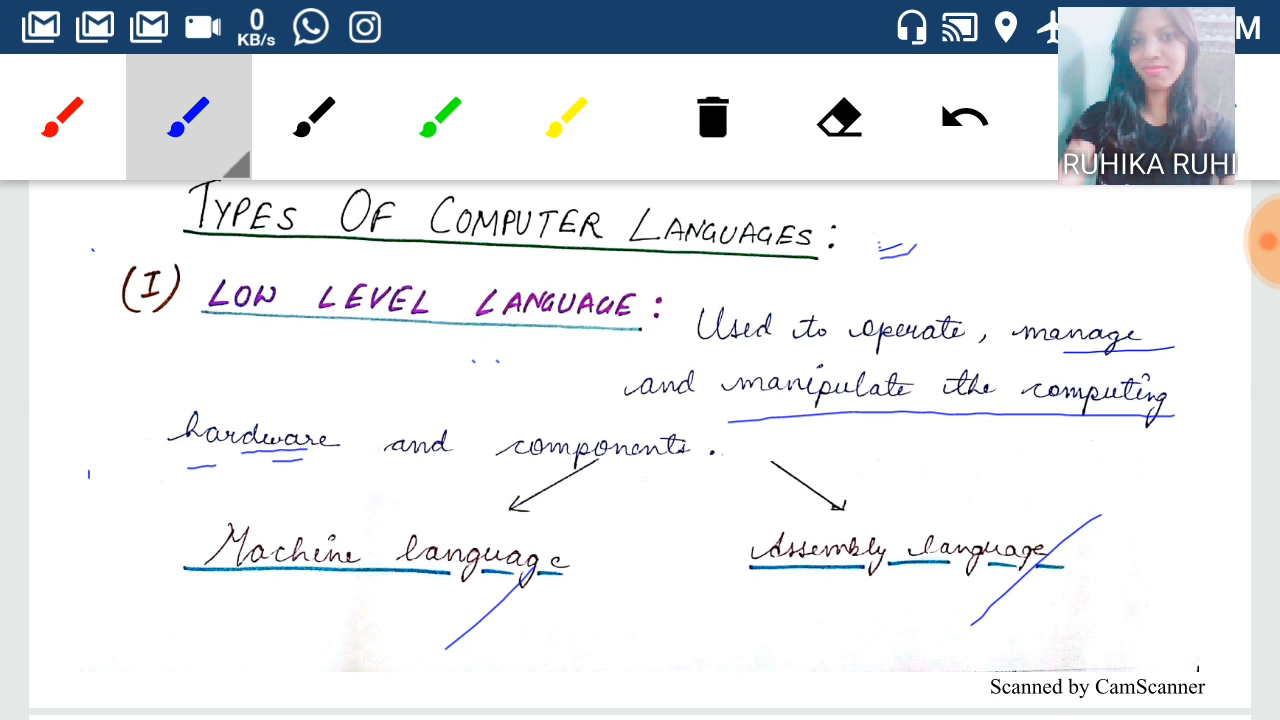 0
KB/s
M
RUHIKA RUHI
TYPES OF COMPUTER LANGUAGES:
(I) LOW LEVEL LANGUAGE: Used to operate, manage
and manipulate the computing
hardware and components.
Machine language Assembly language
Scanned by CamScanner